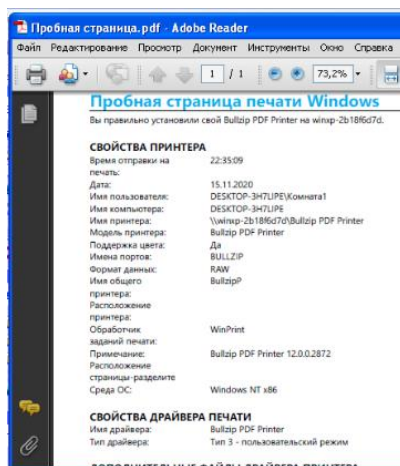 Пробная страница.pdf - Adobe Reader
Файл Редактирование Просмотр Документ Инструменты Окно Справка
1 / 1 73,2%
Пробная страница печати Windows
Вы правильно установили свой Bullzip PDF Printer на winxp-2b18f6d7d.
СВОЙСТВА ПРИНТЕРА
Время отправки на 22:35:09
печать:
Дата: 15.11.2020
Имя пользователя: DESKTOP-3H7LIPE\Комната1
Имя компьютера: DESKTOP-3H7LIPE
Имя принтера: \\winxp-2b18f6d7d\Bullzip PDF Printer
Модель принтера: Bullzip PDF Printer
Поддержка цвета: Да
Имена портов: BULLZIP
Формат данных: RAW
Имя общего BullzipP
принтера:
Расположение
принтера:
Обработчик WinPrint
заданий печати:
Примечание: Bullzip PDF Printer 12.0.0.2872
Расположение
страницы-разделите
Среда ОС: Windows NT x86
СВОЙСТВА ДРАЙВЕРА ПЕЧАТИ
Имя драйвера: Bullzip PDF Printer
Тип драйвера: Тип 3 - пользовательский режим
ДОПОЛНИТЕЛЬНЫЕ ФАЙЛЫ ДРАЙВЕРА ПРИНТЕРА